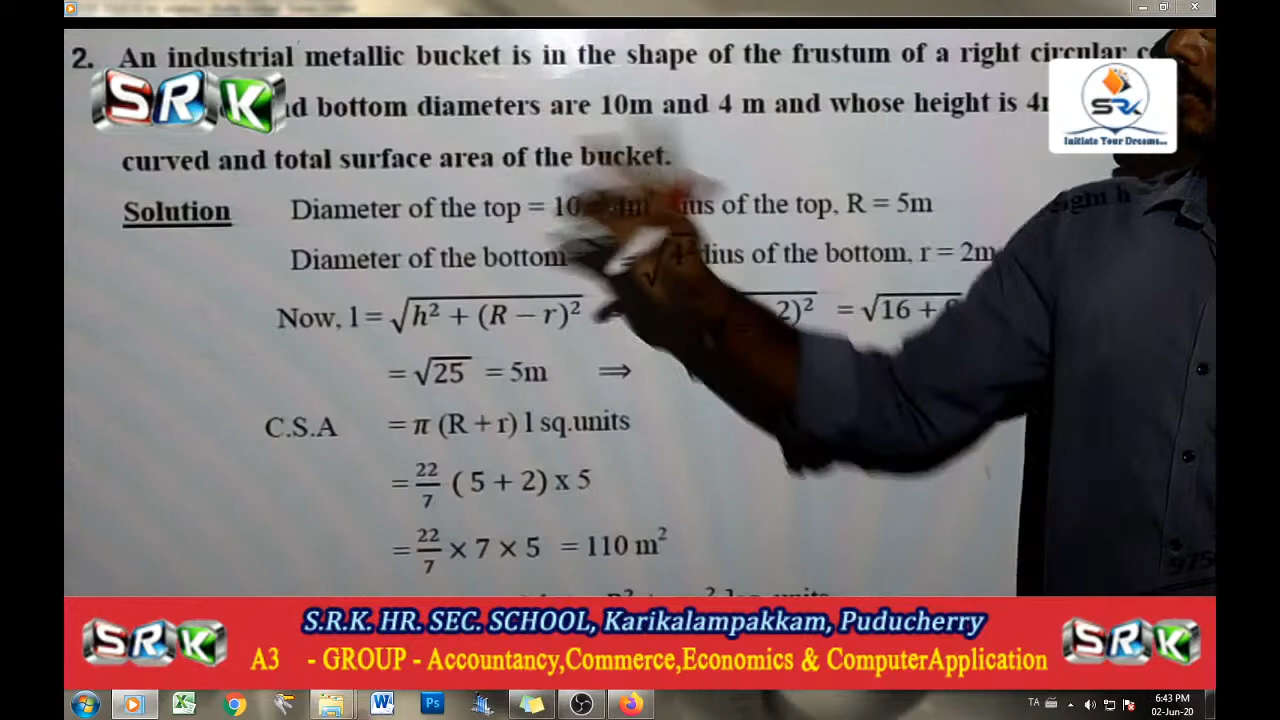 2. An industrial metallic bucket is in the shape of the frustum of a right circular
SRK bottom diameters are 10m and 4 m and whose height is
SRK
Initiate Your Dreams...
curved and total surface area of the bucket.
Solution Diameter of the top = 10 of the top, R = 5m
Diameter of the bottom of the bottom, r = 2m
Now, l = √h² + (R − r)² 2)² = √16 +
= √25 = 5m ⟹
C.S.A = π (R + r) l sq.units
= 22/7 ( 5 + 2) x 5
= 22/7 × 7 × 5 = 110 m²
SRK S.R.K. HR. SEC. SCHOOL, Karikalampakkam, Puducherry SRK
A3 - GROUP - Accountancy,Commerce,Economics & ComputerApplication
TA 6:43 PM
02-Jun-20